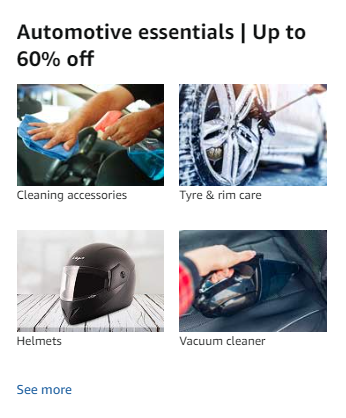 Automotive essentials | Up to
60% off
Cleaning accessories
Tyre & rim care
Helmets
Vacuum cleaner
See more